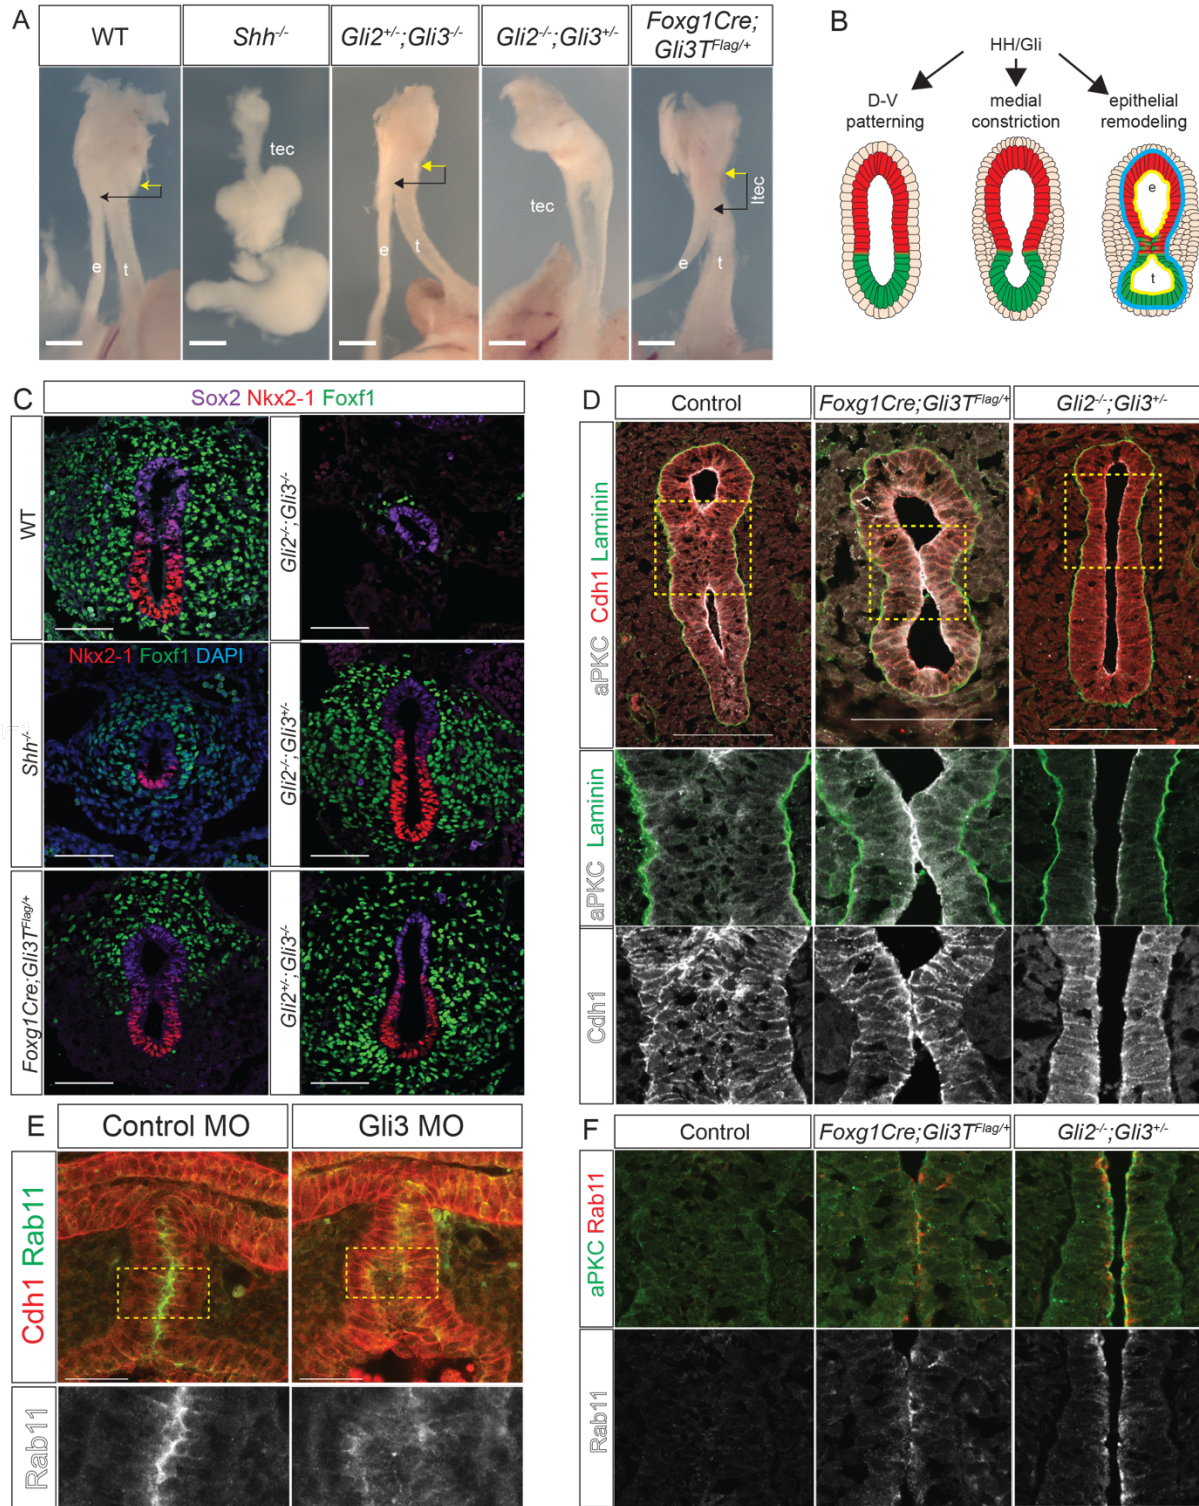 A
WT
Shh-/-
Gli2+/-;Gli3-/-
Gli2-/-;Gli3+/-
Foxg1Cre;
Gli3TFlag/+
tec
e
t
e
t
tec
e
t
ltec
B
HH/Gli
D-V
patterning
medial
constriction
epithelial
remodeling
e
t
C
Sox2 Nkx2-1 Foxf1
WT
Gli2-/-;Gli3-/-
Shh-/-
Nkx2-1 Foxf1 DAPI
Gli2-/-;Gli3+/-
Foxg1Cre;Gli3TFlag/+
Gli2+/-;Gli3-/-
D
Control
Foxg1Cre;Gli3TFlag/+
Gli2-/-;Gli3+/-
aPKC Cdh1 Laminin
aPKC Laminin
Cdh1
E
Control MO
Gli3 MO
Cdh1 Rab11
Rab11
F
Control
Foxg1Cre;Gli3TFlag/+
Gli2-/-;Gli3+/-
aPKC Rab11
Rab11